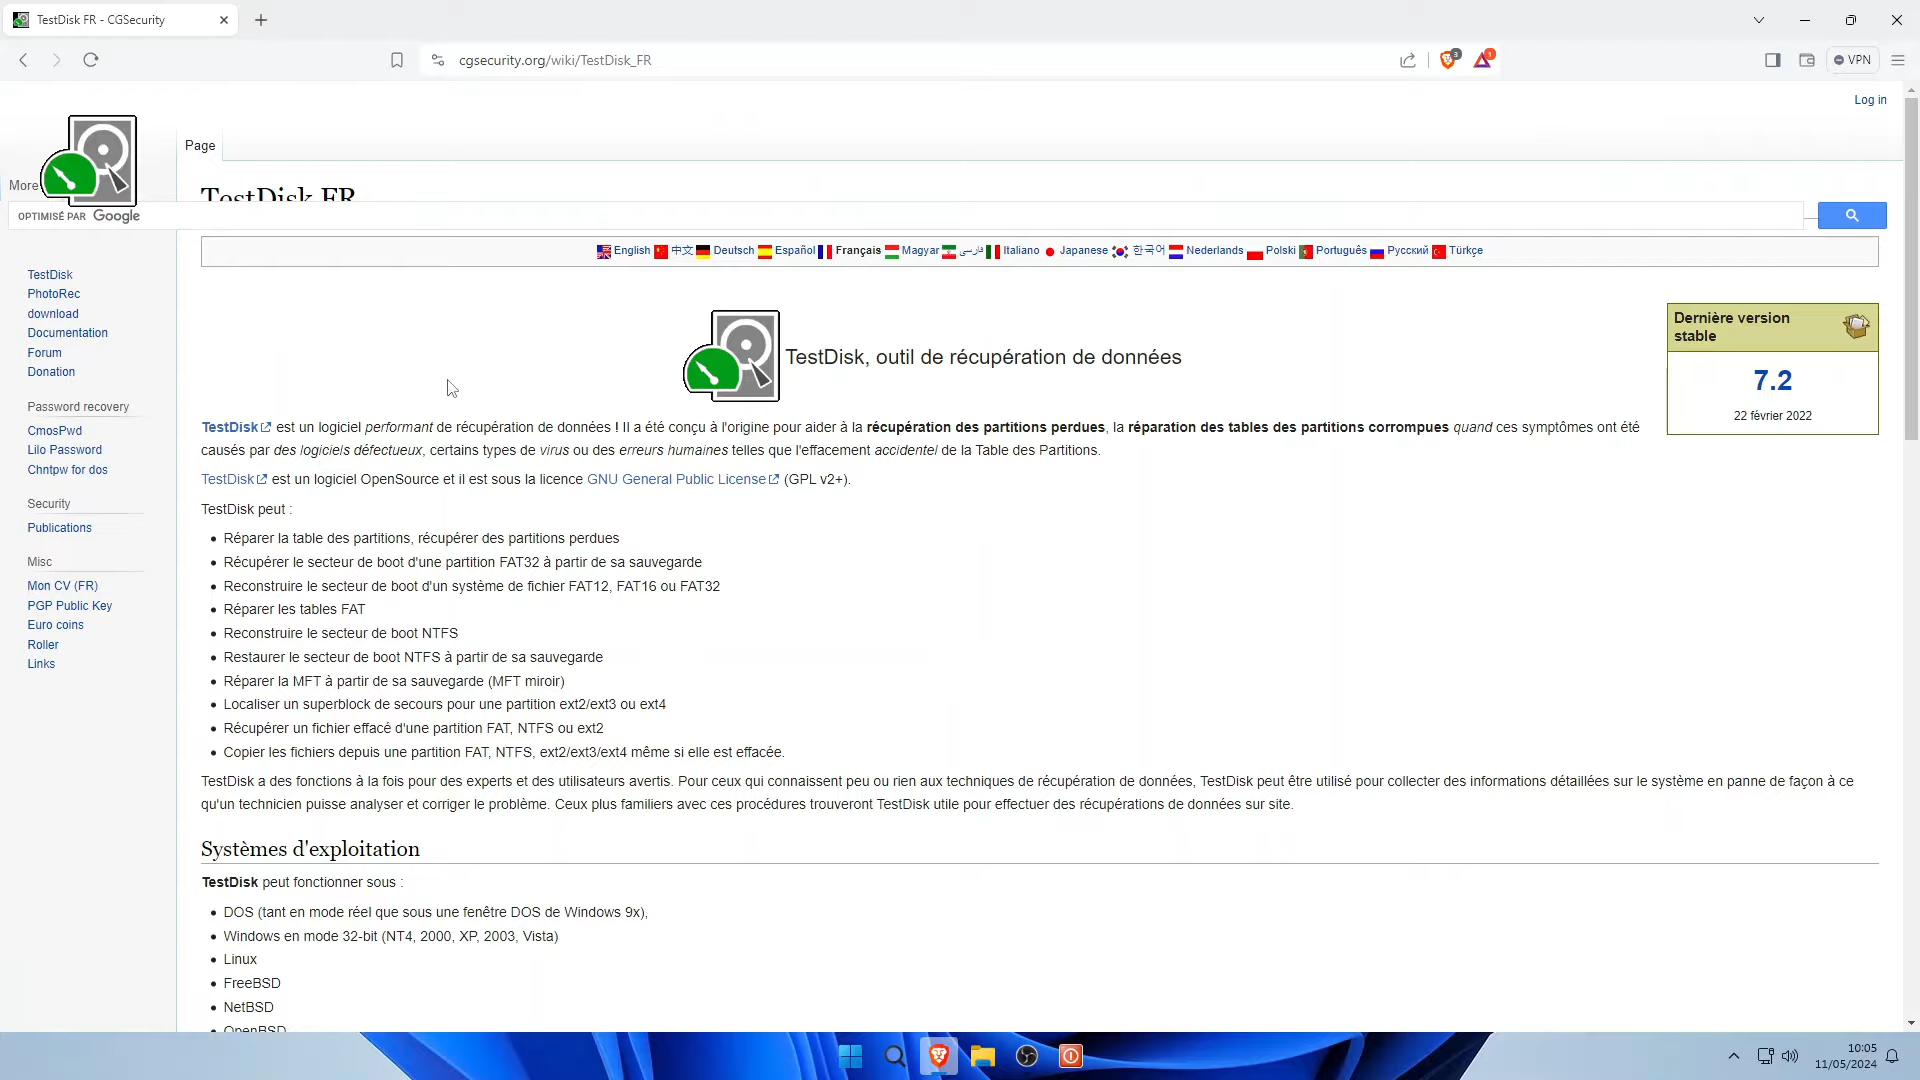 TestDisk FR - CGSecurity
cgsecurity.org/wiki/TestDisk_FR
3
1
VPN
Log in
Page
More
TestDisk FR
OPTIMISÉ PAR Google
English 中文 Deutsch Español Français Magyar فارسی Italiano Japanese 한국어 Nederlands Polski Português Русский Türkçe
TestDisk
PhotoRec
download
Documentation
Forum
Donation
Password recovery
CmosPwd
Lilo Password
Chntpw for dos
Security
Publications
Misc
Mon CV (FR)
PGP Public Key
Euro coins
Roller
Links
Dernière version
stable
7.2
22 février 2022
TestDisk, outil de récupération de données
TestDisk est un logiciel performant de récupération de données ! Il a été conçu à l'origine pour aider à la récupération des partitions perdues, la réparation des tables des partitions corrompues quand ces symptômes ont été
causés par des logiciels défectueux, certains types de virus ou des erreurs humaines telles que l'effacement accidentel de la Table des Partitions.
TestDisk est un logiciel OpenSource et il est sous la licence GNU General Public License (GPL v2+).
TestDisk peut :
Réparer la table des partitions, récupérer des partitions perdues
Récupérer le secteur de boot d'une partition FAT32 à partir de sa sauvegarde
Reconstruire le secteur de boot d'un système de fichier FAT12, FAT16 ou FAT32
Réparer les tables FAT
Reconstruire le secteur de boot NTFS
Restaurer le secteur de boot NTFS à partir de sa sauvegarde
Réparer la MFT à partir de sa sauvegarde (MFT miroir)
Localiser un superblock de secours pour une partition ext2/ext3 ou ext4
Récupérer un fichier effacé d'une partition FAT, NTFS ou ext2
Copier les fichiers depuis une partition FAT, NTFS, ext2/ext3/ext4 même si elle est effacée.
TestDisk a des fonctions à la fois pour des experts et des utilisateurs avertis. Pour ceux qui connaissent peu ou rien aux techniques de récupération de données, TestDisk peut être utilisé pour collecter des informations détaillées sur le système en panne de façon à ce
qu'un technicien puisse analyser et corriger le problème. Ceux plus familiers avec ces procédures trouveront TestDisk utile pour effectuer des récupérations de données sur site.
Systèmes d'exploitation
TestDisk peut fonctionner sous :
DOS (tant en mode réel que sous une fenêtre DOS de Windows 9x),
Windows en mode 32-bit (NT4, 2000, XP, 2003, Vista)
Linux
FreeBSD
NetBSD
OpenBSD
10:05
11/05/2024